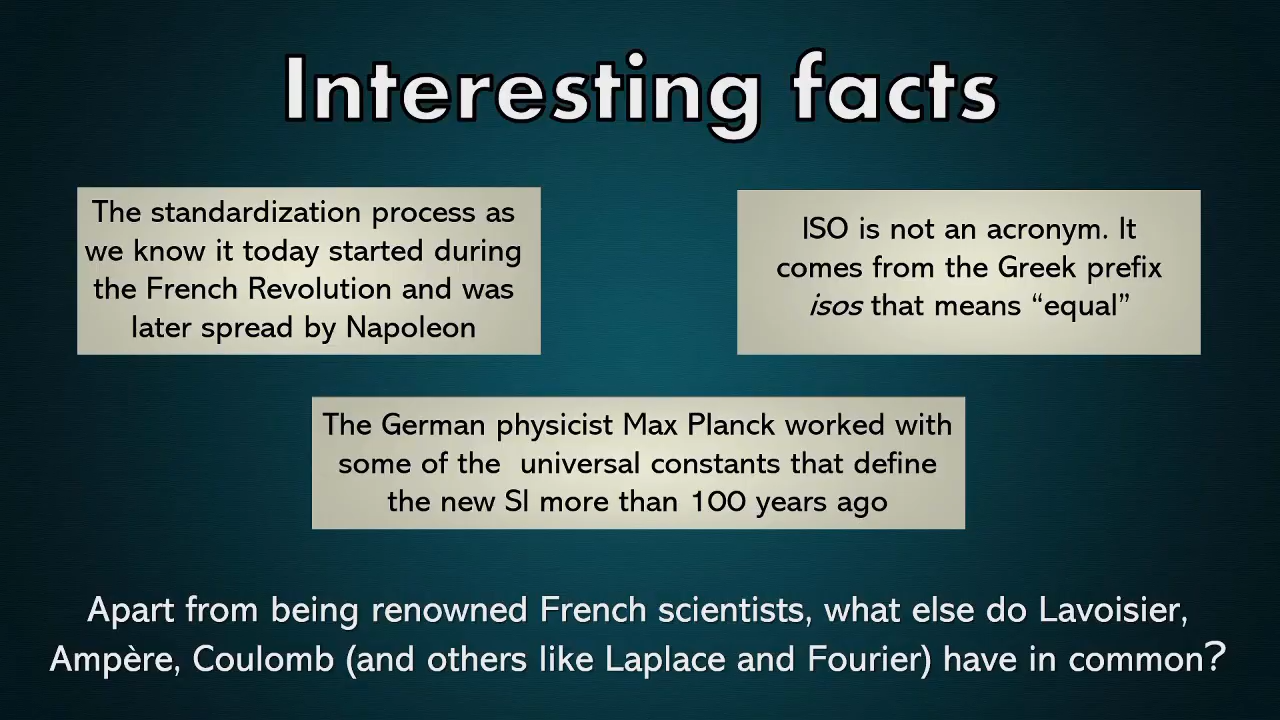 Interesting facts
The standardization process as
we know it today started during
the French Revolution and was
later spread by Napoleon
ISO is not an acronym. It
comes from the Greek prefix
isos that means “equal”
The German physicist Max Planck worked with
some of the universal constants that define
the new SI more than 100 years ago
Apart from being renowned French scientists, what else do Lavoisier,
Ampère, Coulomb (and others like Laplace and Fourier) have in common?